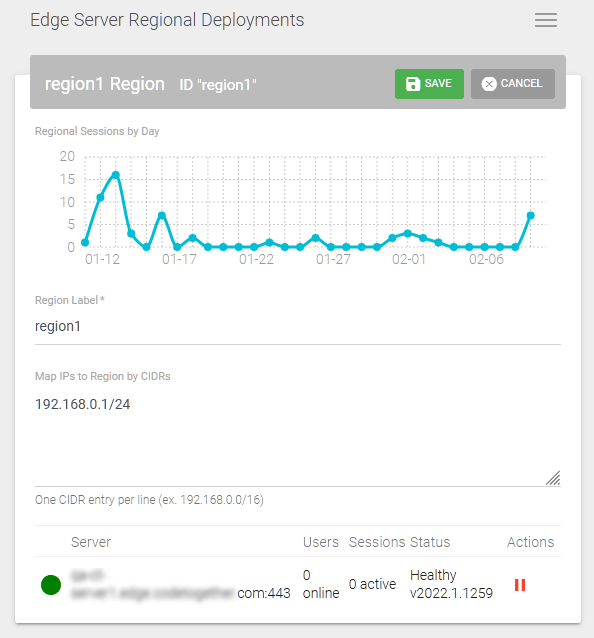 Edge Server Regional Deployments
region1 Region ID "region1"
SAVE
CANCEL
Regional Sessions by Day
20
15
10
5
0
01-12 01-17 01-22 01-27 02-01 02-06
Region Label *
region1
Map IPs to Region by CIDRs
192.168.0.1/24
One CIDR entry per line (ex. 192.168.0.0/16)
Server Users Sessions Status Actions
0 Healthy
com:443 online 0 active v2022.1.1259